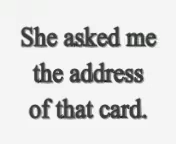 She asked me
the address
of that card.